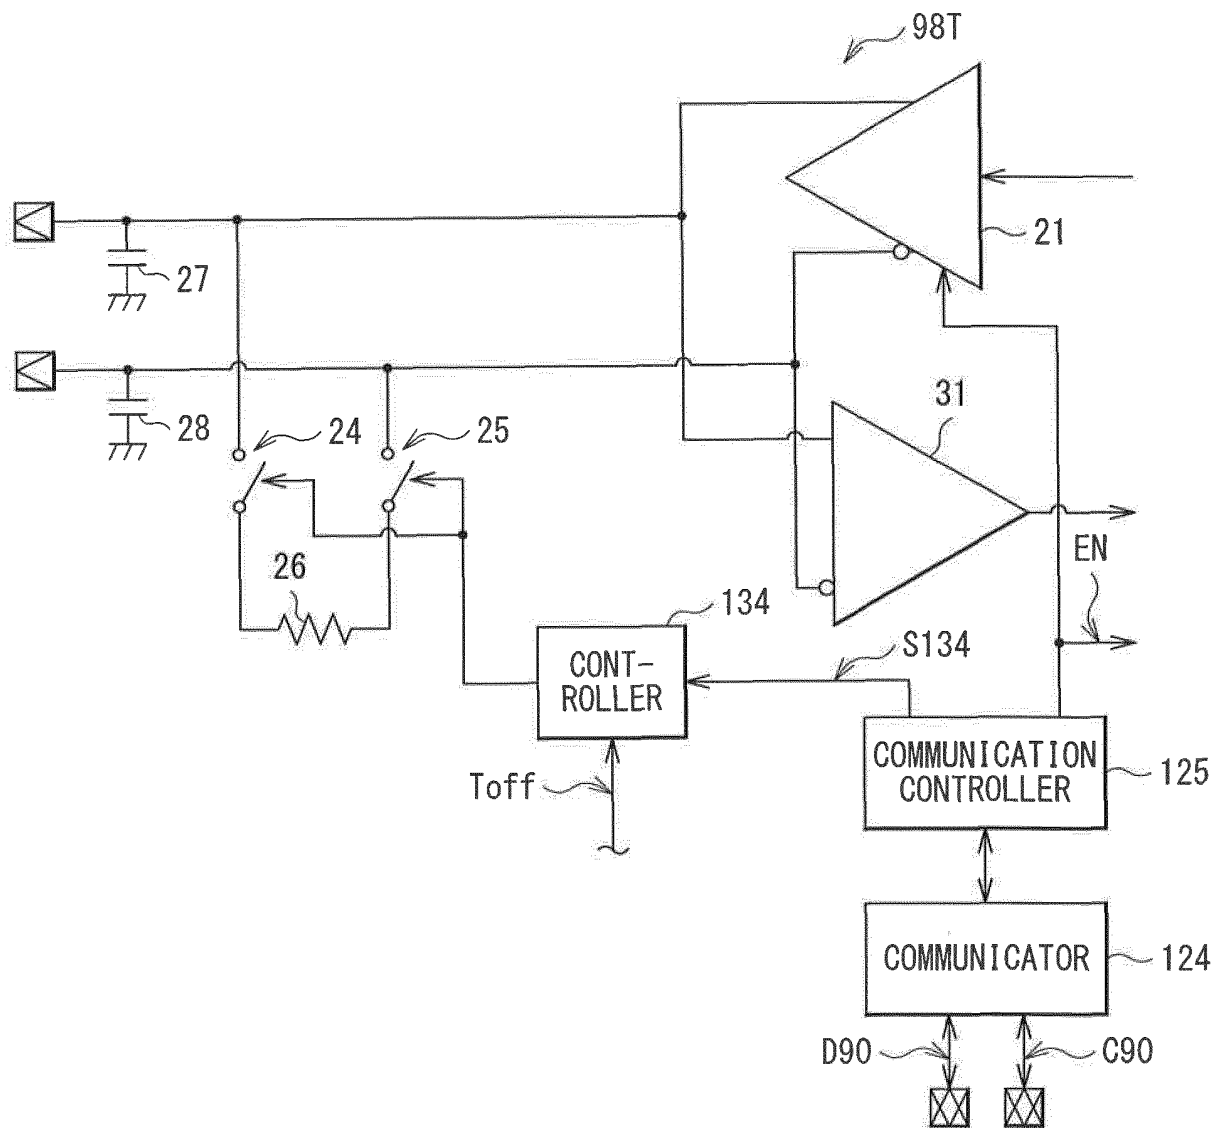 98T
21
27
31
28
24
25
EN
26
134
S134
CONT-
ROLLER
COMMUNICATION
CONTROLLER
125
Toff
COMMUNICATOR
124
D90
C90